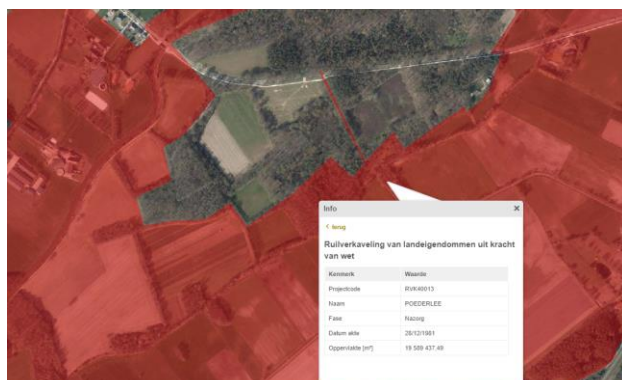 Info
×
‹ terug
Ruilverkaveling van landeigendommen uit kracht
van wet
Kenmerk Waarde
Projectcode RVK40013
Naam POEDERLEE
Fase Nazorg
Datum akte 28/12/1981
Oppervlakte [m²] 19 589 437.49